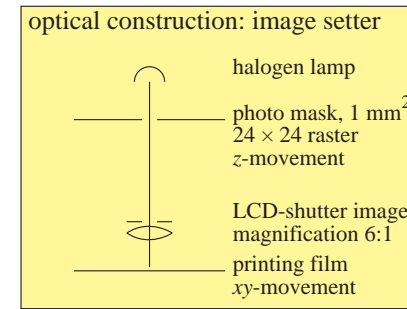 optical construction: image setter
halogen lamp
photo mask, 1 mm²
24 × 24 raster
z-movement
LCD-shutter image
magnification 6:1
printing film
xy-movement